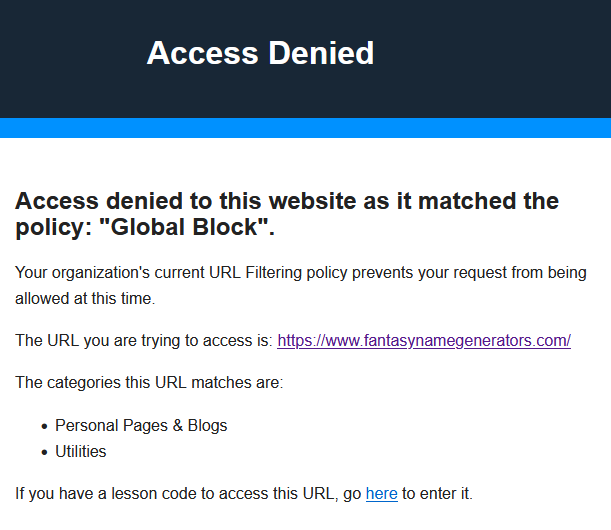 Access Denied
Access denied to this website as it matched the
policy: "Global Block".
Your organization's current URL Filtering policy prevents your request from being
allowed at this time.
The URL you are trying to access is: https://www.fantasynamegenerators.com/
The categories this URL matches are:
• Personal Pages & Blogs
• Utilities
If you have a lesson code to access this URL, go here to enter it.